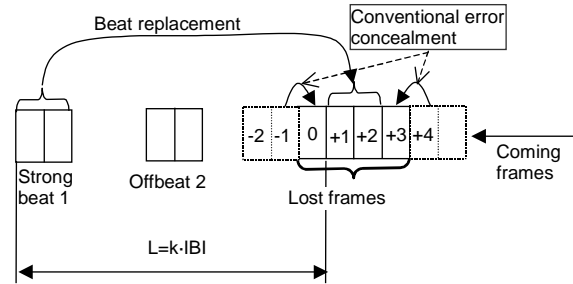 Beat replacement
Conventional error
concealment
-2 -1 0 +1 +2 +3 +4
Strong
beat 1
Offbeat 2
Lost frames
Coming
frames
L=k·IBI